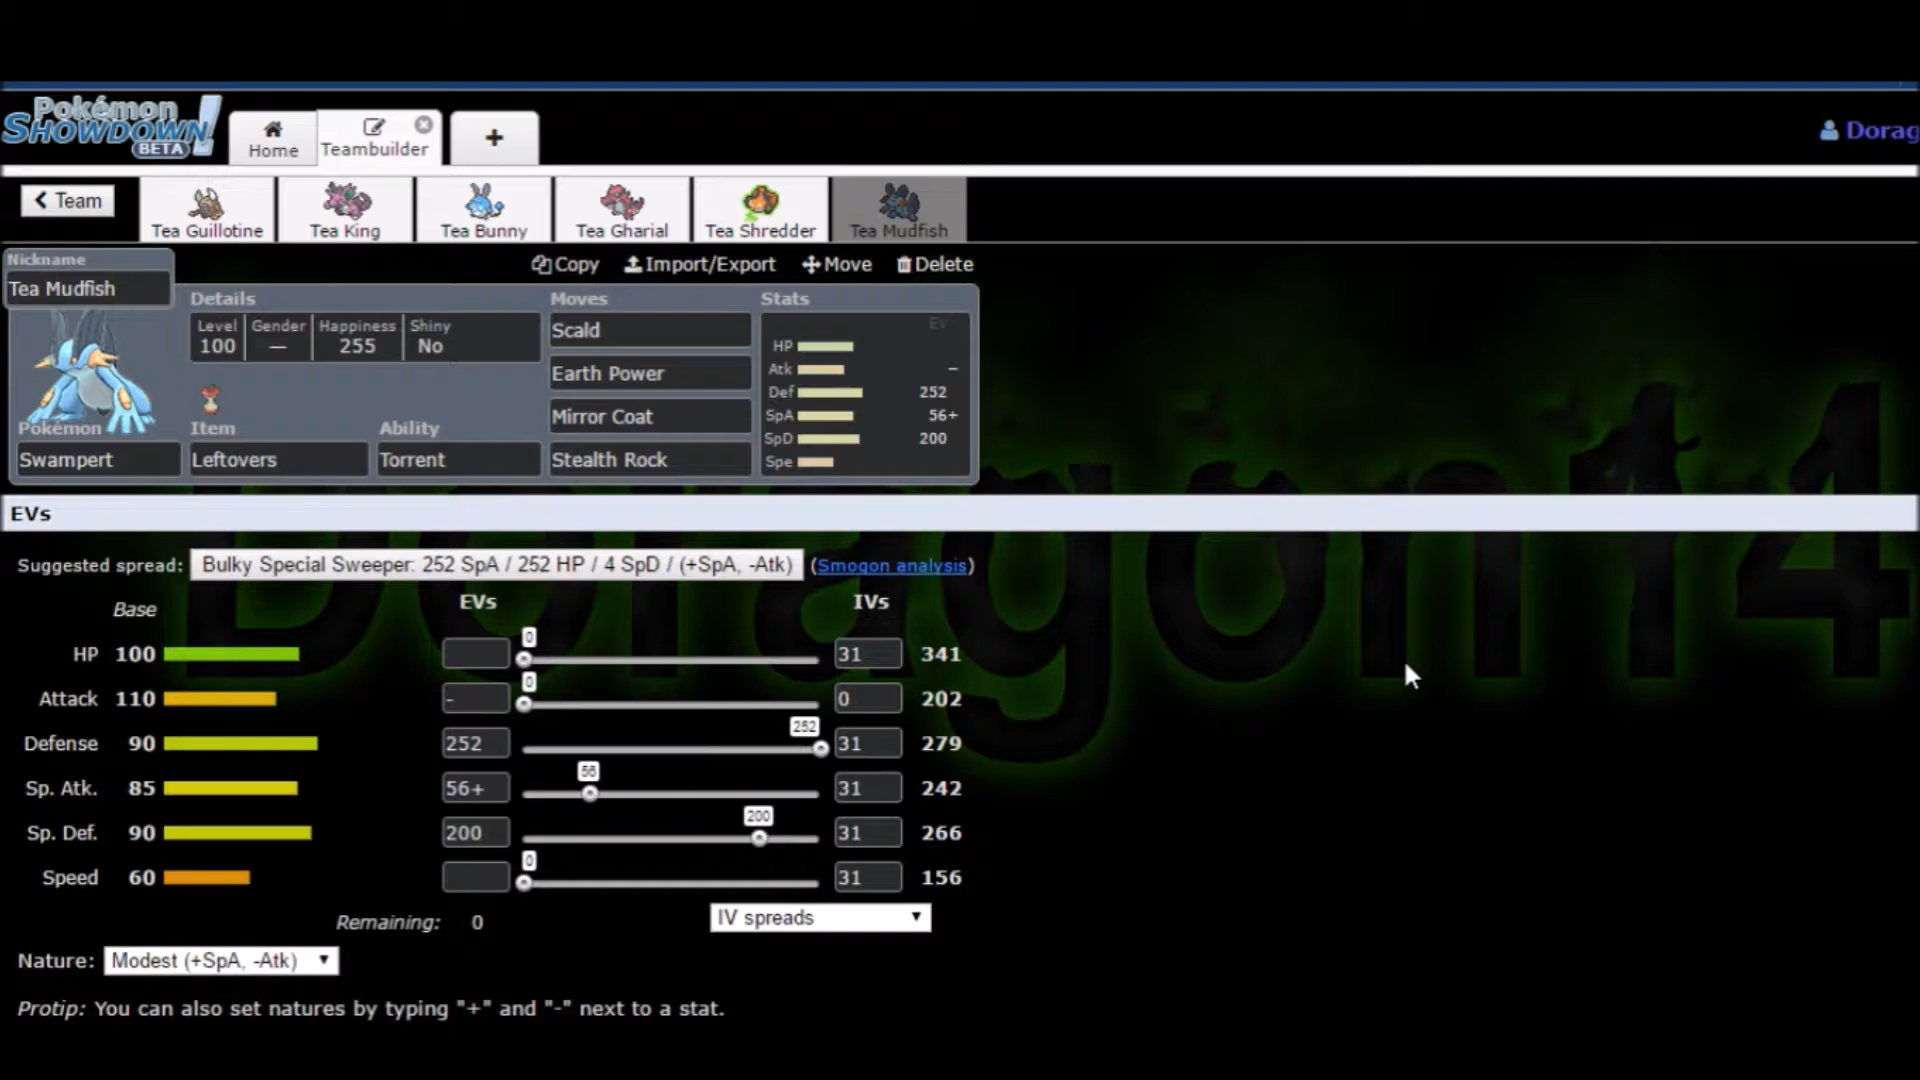 Pokémon
SHOWDOWN!
BETA
Home
Teambuilder
+
Dorag
Team
Tea Guillotine
Tea King
Tea Bunny
Tea Gharial
Tea Shredder
Tea Mudfish
Nickname
Tea Mudfish
Copy
Import/Export
Move
Delete
Details
Level
100
Gender
—
Happiness
255
Shiny
No
Pokémon
Swampert
Item
Leftovers
Ability
Torrent
Moves
Scald
Earth Power
Mirror Coat
Stealth Rock
Stats
EV
HP
Atk –
Def 252
SpA 56+
SpD 200
Spe
Doragon14
EVs
Suggested spread: Bulky Special Sweeper: 252 SpA / 252 HP / 4 SpD / (+SpA, -Atk) (Smogon analysis)
Base EVs IVs
HP 100 0 31 341
Attack 110 - 0 0 202
Defense 90 252 252 31 279
Sp. Atk. 85 56+ 56 31 242
Sp. Def. 90 200 200 31 266
Speed 60 0 31 156
Remaining: 0 IV spreads
Nature: Modest (+SpA, -Atk)
Protip: You can also set natures by typing "+" and "-" next to a stat.